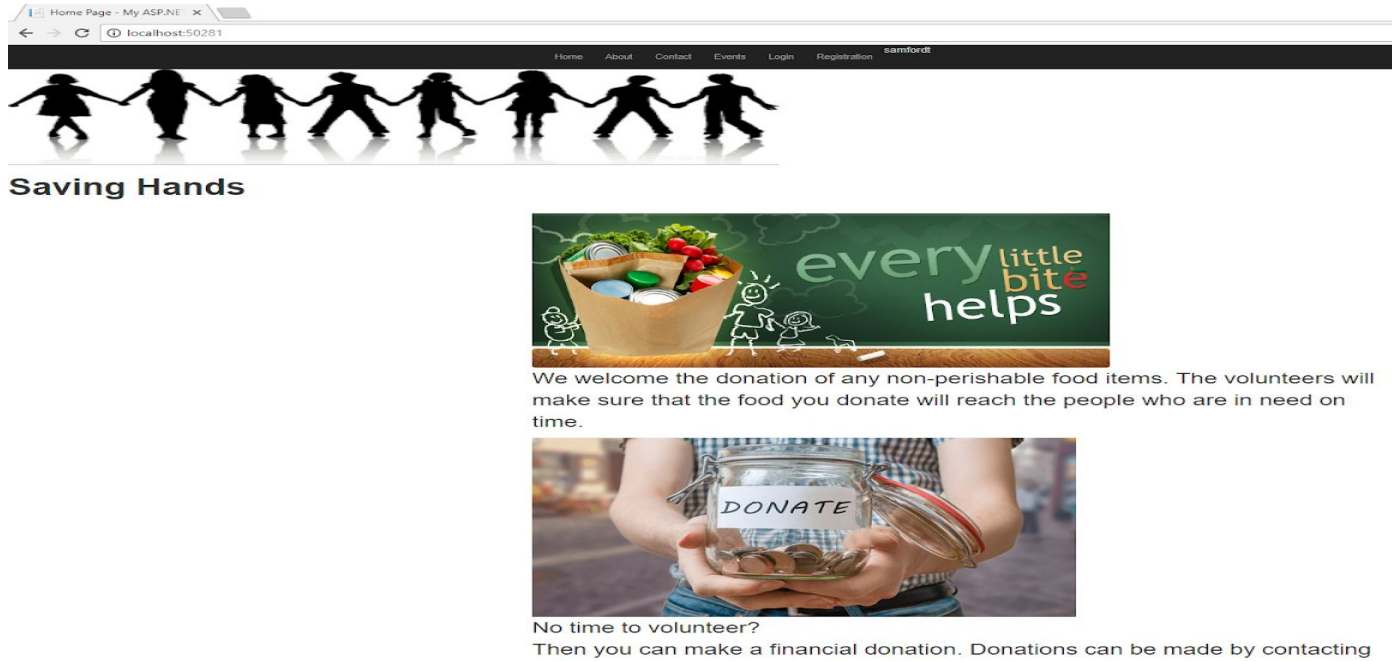 Home Page - My ASP.NE
localhost:50281
Home About Contact Events Login Registration samfordt
Saving Hands
every little
bite
helps
We welcome the donation of any non-perishable food items. The volunteers will
make sure that the food you donate will reach the people who are in need on
time.
DONATE
No time to volunteer?
Then you can make a financial donation. Donations can be made by contacting